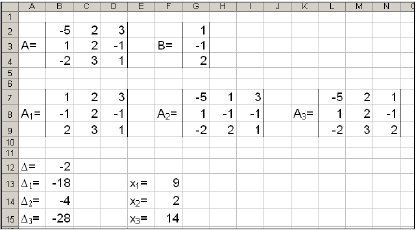 A B C D E F G H I J K L M N
1
2 -5 2 3 1
3 A= 1 2 -1 B= -1
4 -2 3 1 2
5
6
7 1 2 3 -5 1 3 -5 2 1
8 A1= -1 2 -1 A2= 1 -1 -1 A3= 1 2 -1
9 2 3 1 -2 2 1 -2 3 2
10
11
12 Δ= -2
13 Δ1= -18 x1= 9
14 Δ2= -4 x2= 2
15 Δ3= -28 x3= 14